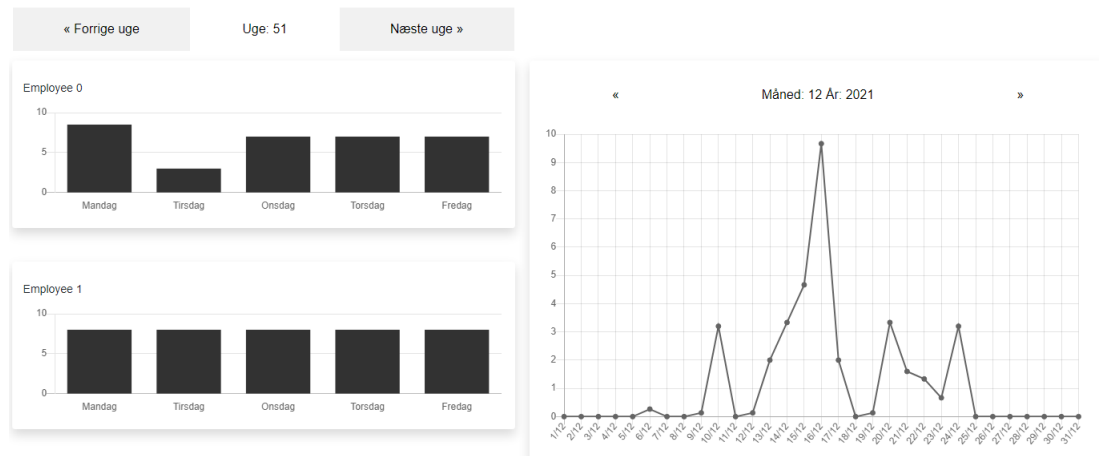 « Forrige uge
Uge: 51
Næste uge »
Employee 0
10
5
0
Mandag Tirsdag Onsdag Torsdag Fredag
Employee 1
10
5
0
Mandag Tirsdag Onsdag Torsdag Fredag
« Måned: 12 År: 2021 »
10
9
8
7
6
5
4
3
2
1
0
1/12 2/12 3/12 4/12 5/12 6/12 7/12 8/12 9/12 10/12 11/12 12/12 13/12 14/12 15/12 16/12 17/12 18/12 19/12 20/12 21/12 22/12 23/12 24/12 25/12 26/12 27/12 28/12 29/12 30/12 31/12